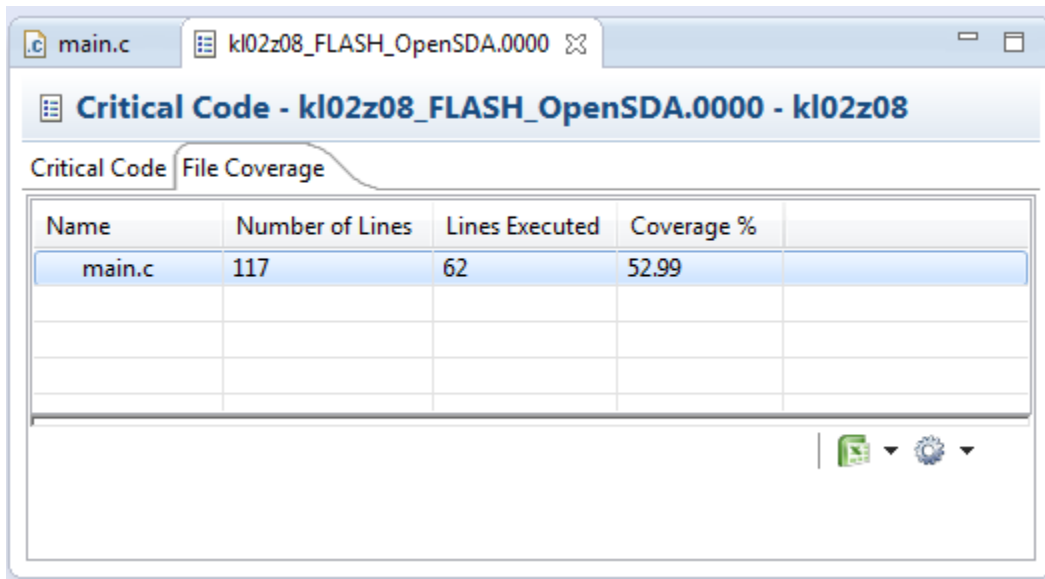 main.c kl02z08_FLASH_OpenSDA.0000
Critical Code - kl02z08_FLASH_OpenSDA.0000 - kl02z08
Critical Code File Coverage
Name Number of Lines Lines Executed Coverage %
main.c 117 62 52.99